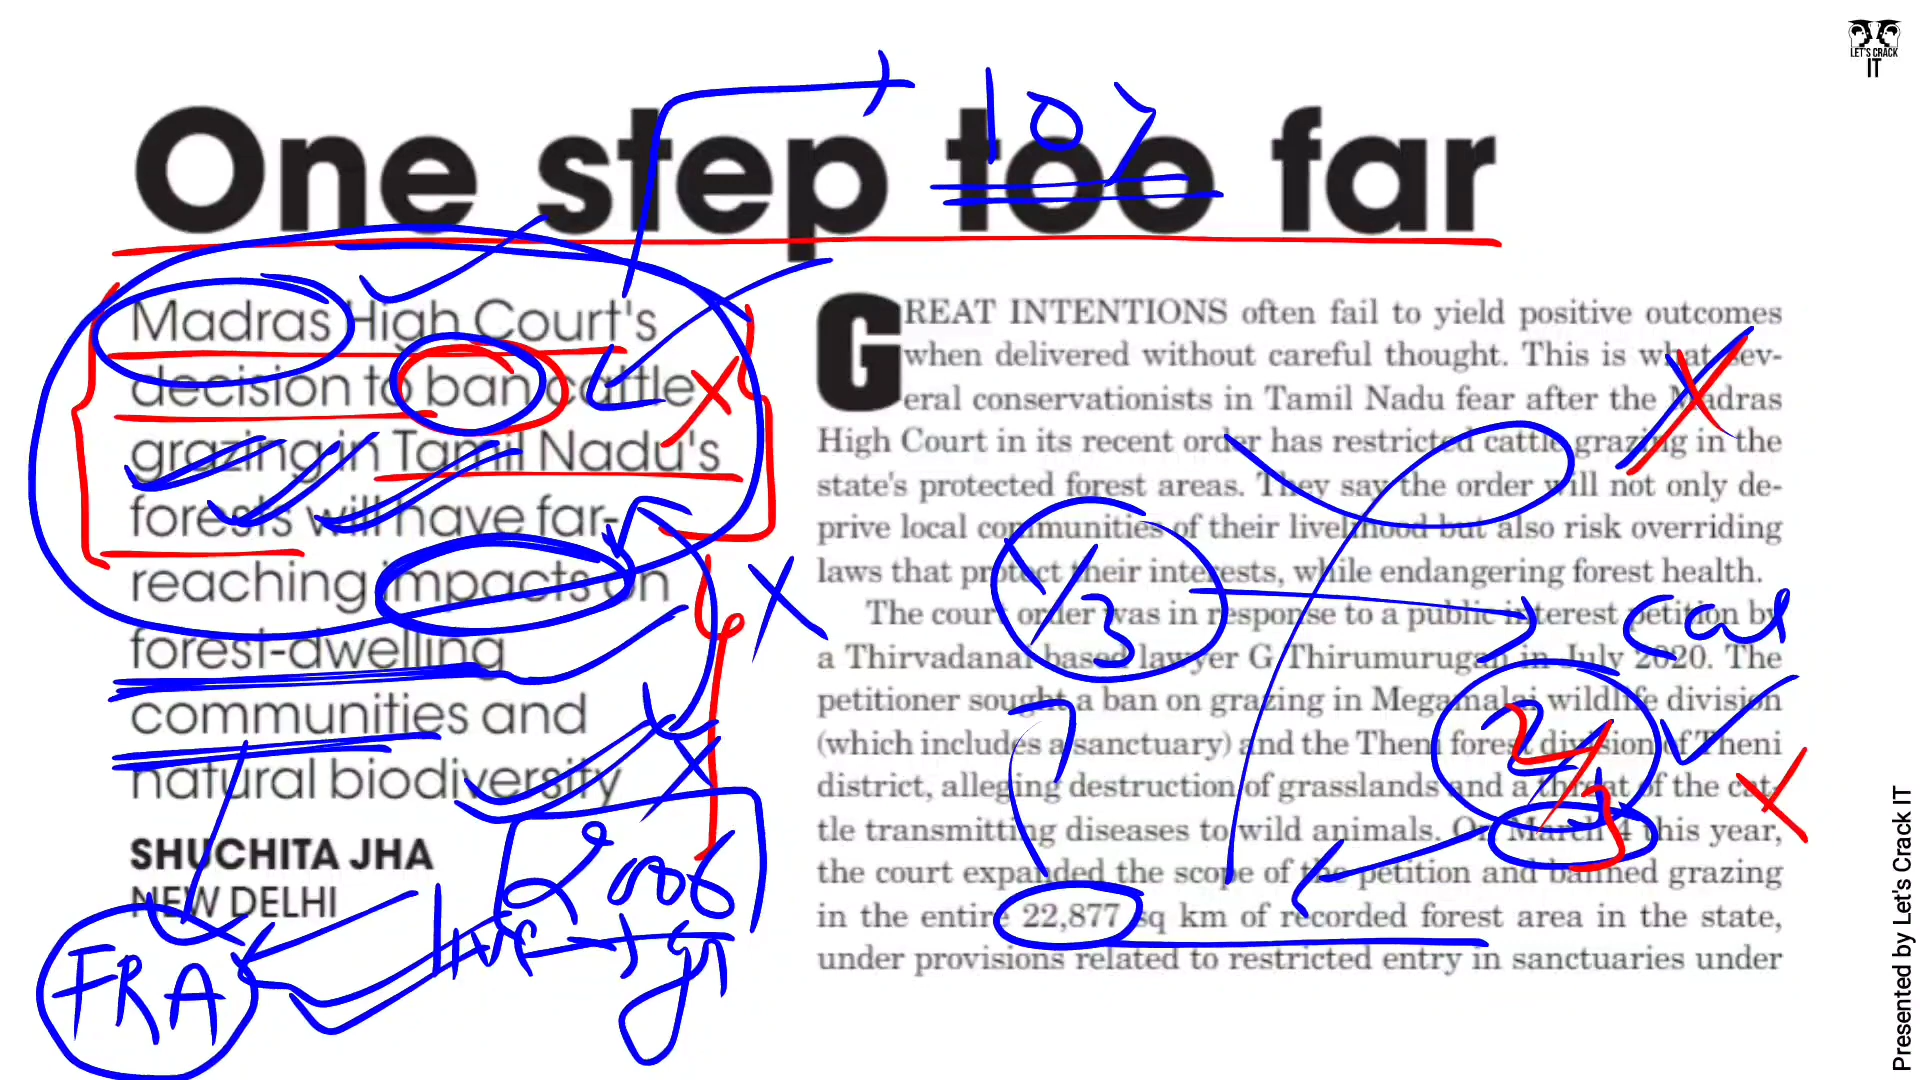 LET'S CRACK
IT
One step too far
Madras High Court's
decision to ban cattle
grazing in Tamil Nadu's
forests will have far-
reaching impacts on
forest-dwelling
communities and
natural biodiversity
SHUCHITA JHA
NEW DELHI
GREAT INTENTIONS often fail to yield positive outcomes
when delivered without careful thought. This is what sev-
eral conservationists in Tamil Nadu fear after the Madras
High Court in its recent order has restricted cattle grazing in the
state's protected forest areas. They say the order will not only de-
prive local communities of their livelihood but also risk overriding
laws that protect their interests, while endangering forest health.
The court order was in response to a public interest petition by
a Thirvadanai based lawyer G Thirumurugan in July 2020. The
petitioner sought a ban on grazing in Megamalai wildlife division
(which includes a sanctuary) and the Theni forest division of Theni
district, alleging destruction of grasslands and a threat of the cat-
tle transmitting diseases to wild animals. On March 4 this year,
the court expanded the scope of the petition and banned grazing
in the entire 22,877 sq km of recorded forest area in the state,
under provisions related to restricted entry in sanctuaries under
1/3
2/3
2006
FRA
Presented by Let's Crack IT